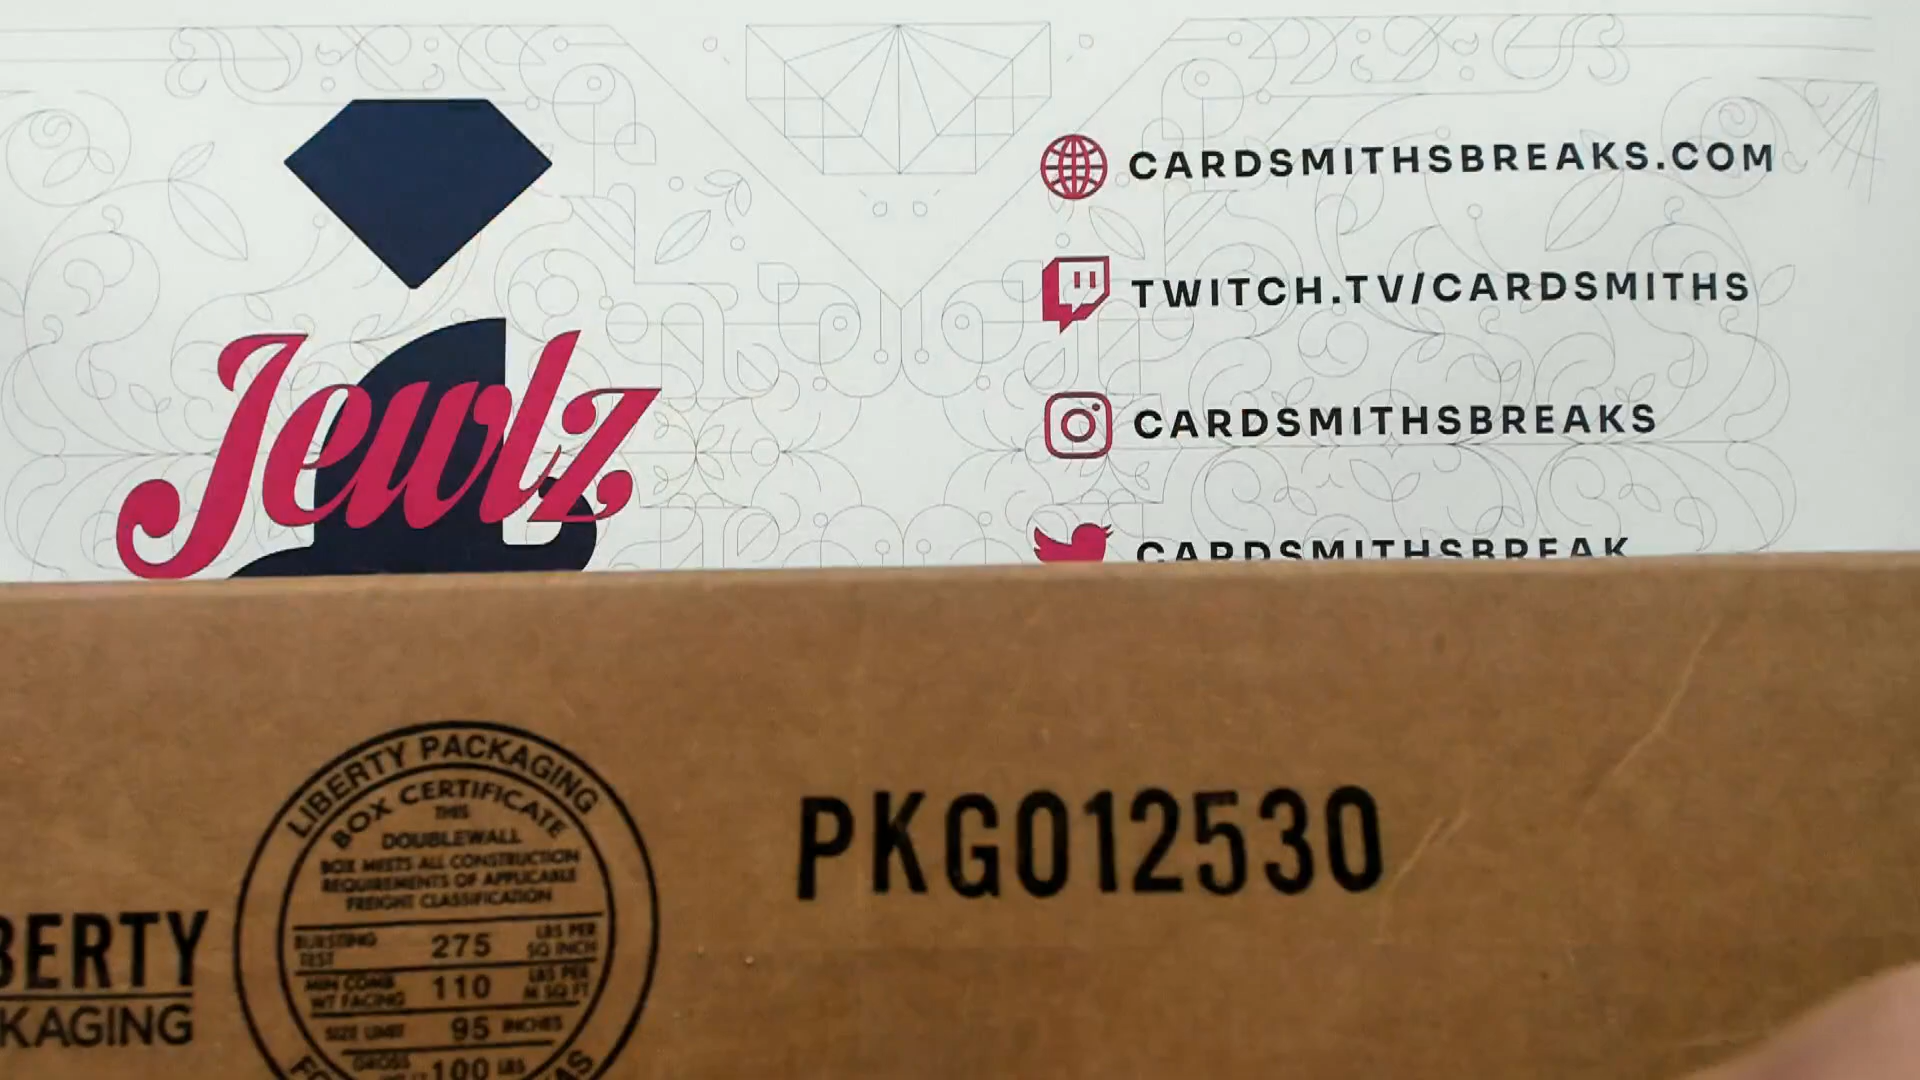 Jewlz
CARDSMITHSBREAKS.COM
TWITCH.TV/CARDSMITHS
CARDSMITHSBREAKS
CARDSMITHSBREAK
LIBERTY PACKAGING
BOX CERTIFICATE
THIS
DOUBLEWALL
BOX MEETS ALL CONSTRUCTION
REQUIREMENTS OF APPLICABLE
FREIGHT CLASSIFICATION
BURSTING TEST 275 LBS PER SQ INCH
MIN COMB WT FACING 110 LBS PER M SQ FT
SIZE LIMIT 95 INCHES
GROSS 100 LBS
PKG012530
BERTY
KAGING